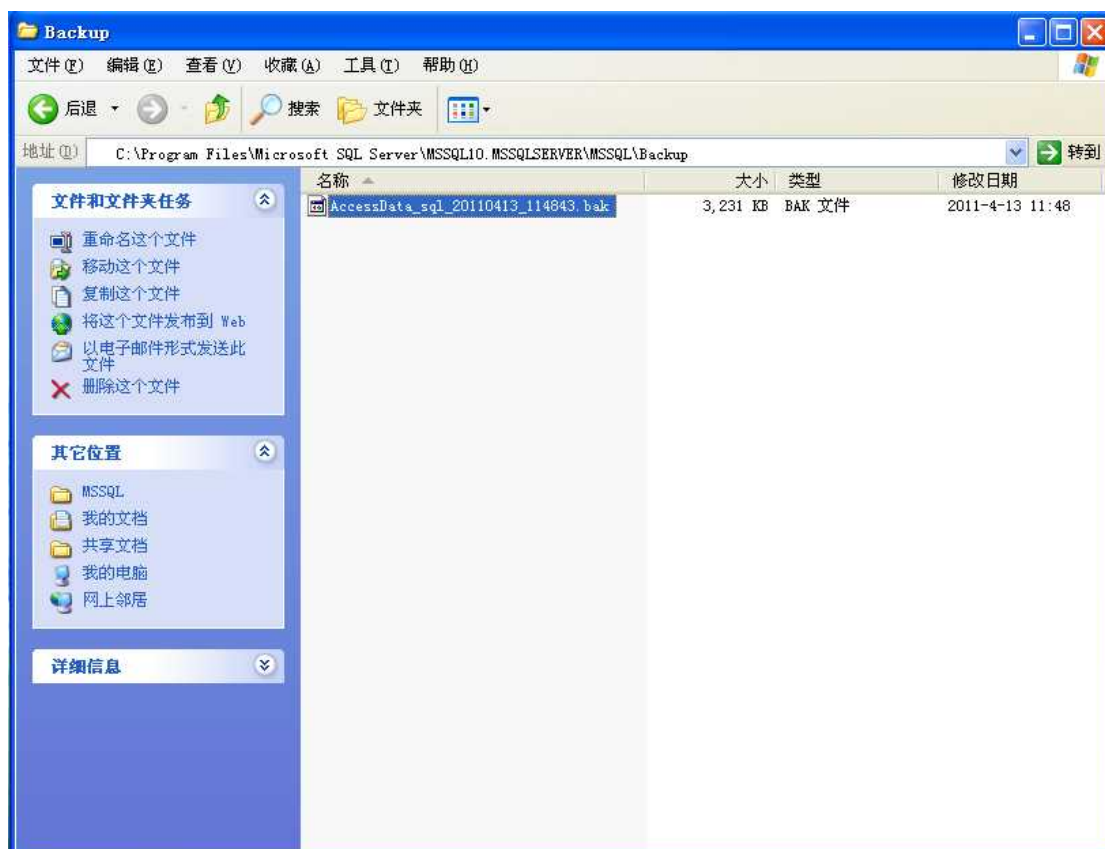 Backup
文件(F) 编辑(E) 查看(V) 收藏(A) 工具(T) 帮助(H)
后退 搜索 文件夹
地址(D) C:\Program Files\Microsoft SQL Server\MSSQL10.MSSQLSERVER\MSSQL\Backup 转到
名称 大小 类型 修改日期
AccessData_sql_20110413_114843.bak 3,231 KB BAK 文件 2011-4-13 11:48
文件和文件夹任务
重命名这个文件
移动这个文件
复制这个文件
将这个文件发布到 Web
以电子邮件形式发送此
文件
删除这个文件
其它位置
MSSQL
我的文档
共享文档
我的电脑
网上邻居
详细信息